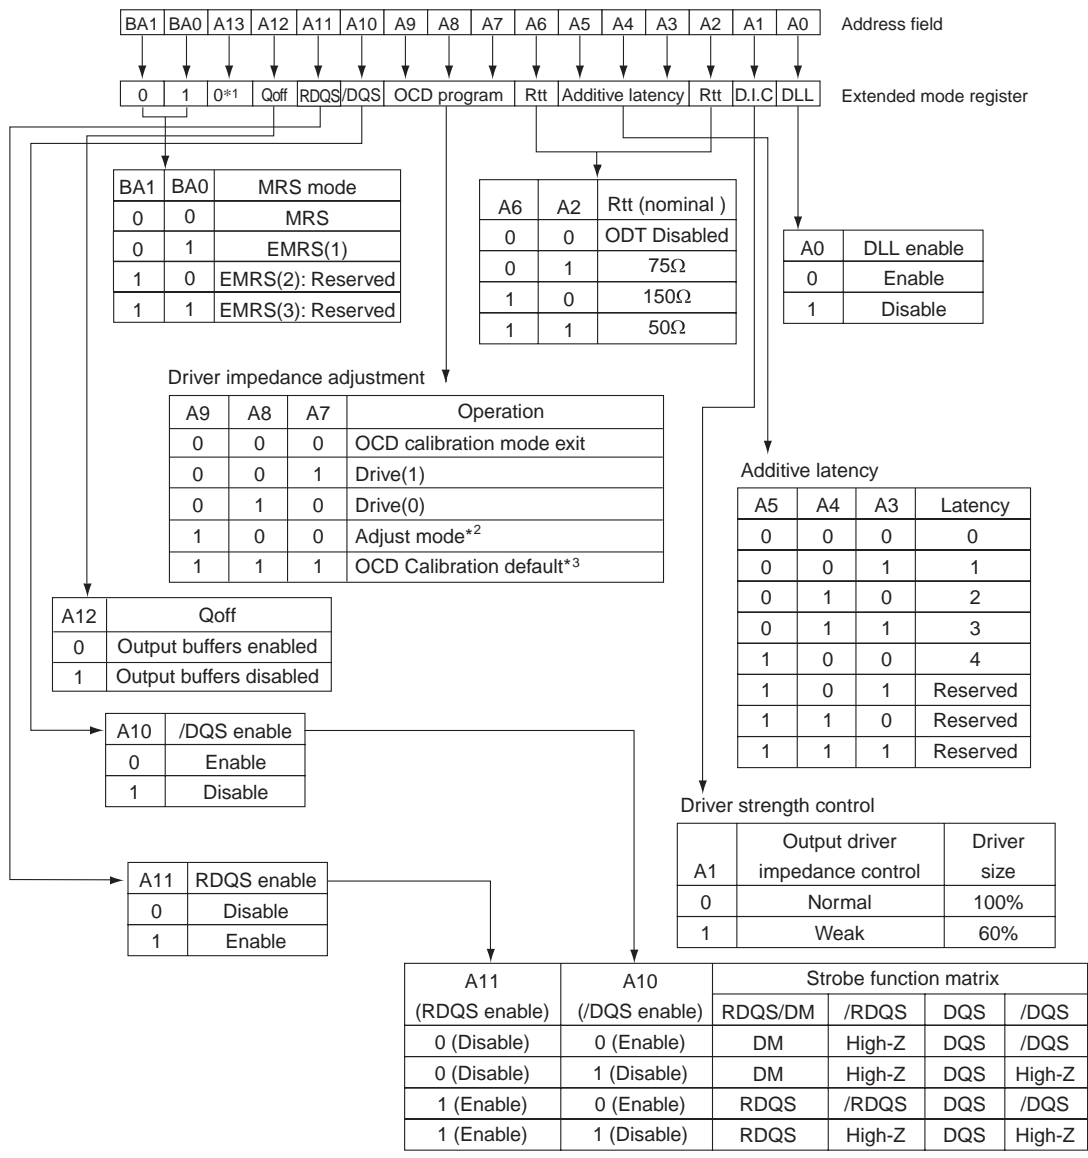 BA1 BA0 A13 A12 A11 A10 A9 A8 A7 A6 A5 A4 A3 A2 A1 A0 Address field
0 1 0*1 Qoff RDQS /DQS OCD program Rtt Additive latency Rtt D.I.C DLL Extended mode register
BA1 BA0 MRS mode
0 0 MRS
0 1 EMRS(1)
1 0 EMRS(2): Reserved
1 1 EMRS(3): Reserved
A6 A2 Rtt (nominal )
0 0 ODT Disabled
0 1 75Ω
1 0 150Ω
1 1 50Ω
A0 DLL enable
0 Enable
1 Disable
Driver impedance adjustment
A9 A8 A7 Operation
0 0 0 OCD calibration mode exit
0 0 1 Drive(1)
0 1 0 Drive(0)
1 0 0 Adjust mode*2
1 1 1 OCD Calibration default*3
Additive latency
A5 A4 A3 Latency
0 0 0 0
0 0 1 1
0 1 0 2
0 1 1 3
1 0 0 4
1 0 1 Reserved
1 1 0 Reserved
1 1 1 Reserved
A12 Qoff
0 Output buffers enabled
1 Output buffers disabled
A10 /DQS enable
0 Enable
1 Disable
Driver strength control
A1 Output driver impedance control Driver size
0 Normal 100%
1 Weak 60%
A11 RDQS enable
0 Disable
1 Enable
A11 A10 Strobe function matrix
(RDQS enable) (/DQS enable) RDQS/DM /RDQS DQS /DQS
0 (Disable) 0 (Enable) DM High-Z DQS /DQS
0 (Disable) 1 (Disable) DM High-Z DQS High-Z
1 (Enable) 0 (Enable) RDQS /RDQS DQS /DQS
1 (Enable) 1 (Disable) RDQS High-Z DQS High-Z